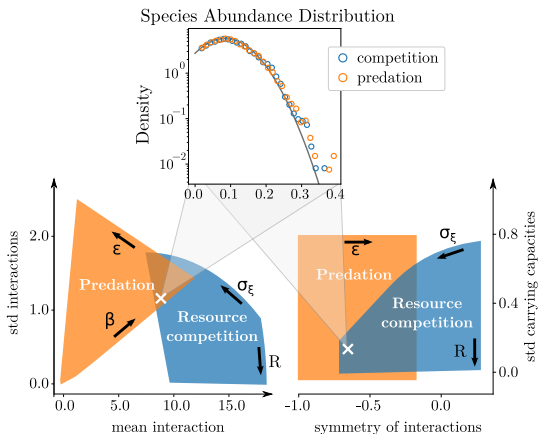 Species Abundance Distribution
Density
10⁰
10⁻¹
10⁻²
0.0 0.1 0.2 0.3 0.4
competition
predation
std interactions
2.0
1.0
0.0
0.0 5.0 10.0 15.0
mean interaction
ε
Predation
β
σξ
Resource
competition
R
ε
Predation
σξ
Resource
competition
R
-1.0 -0.5 0.0
symmetry of interactions
0.8
0.4
0.0
std carrying capacities